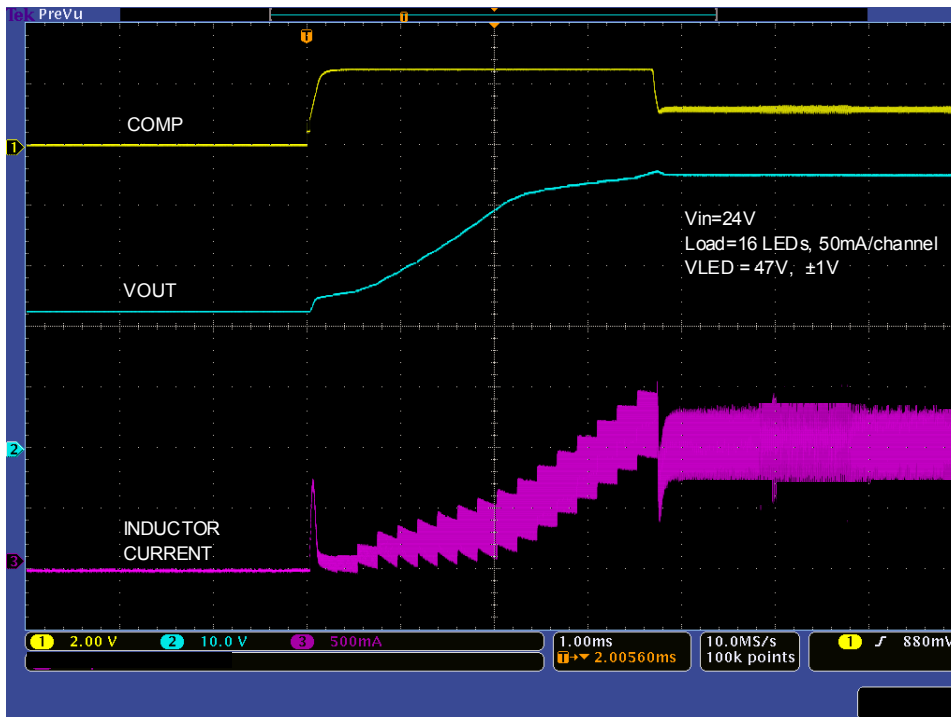 Tek PreVu
T
T
COMP
1
Vin=24V
Load=16 LEDs, 50mA/channel
VLED = 47V, ±1V
VOUT
2
INDUCTOR
CURRENT
3
1 2.00 V 2 10.0 V 3 500mA
1.00ms
T→▼ 2.00560ms
10.0MS/s
100k points
1 ∫ 880mV